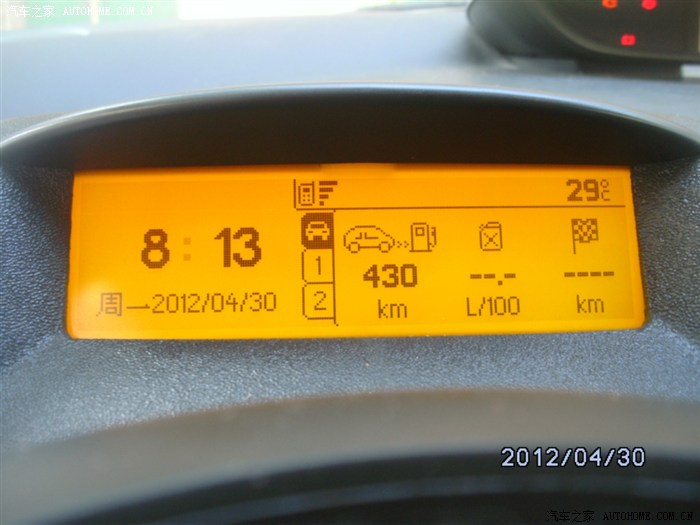 汽车之家 AUTOHOME.COM.CN
29°C
8:13
周一2012/04/30
1
2
430
km
--.-
L/100
----
km
2012/04/30
汽车之家 AUTOHOME.COM.CN